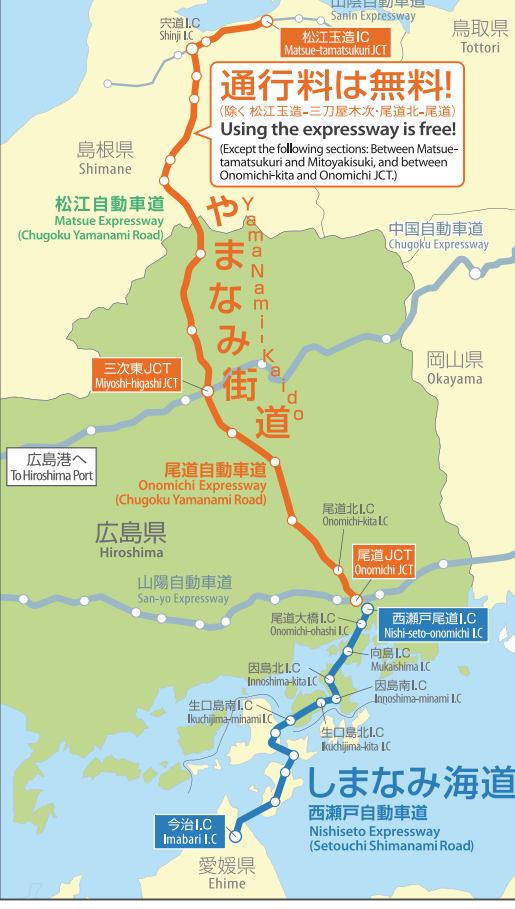 山陰自動車道
Sanin Expressway
宍道I.C
Shinji I.C
松江玉造IC
Matsue-tamatsukuri JCT
鳥取県
Tottori
通行料は無料!
(除く 松江玉造-三刀屋木次・尾道北-尾道)
Using the expressway is free!
(Except the following sections: Between Matsue-
tamatsukuri and Mitoyakisuki, and between
Onomichi-kita and Onomichi JCT.)
島根県
Shimane
松江自動車道
Matsue Expressway
(Chugoku Yamanami Road)
やまなみ街道
YamaNami-Kaido
中国自動車道
Chugoku Expressway
三次東JCT
Miyoshi-higashi JCT
岡山県
Okayama
広島港へ
To Hiroshima Port
尾道自動車道
Onomichi Expressway
(Chugoku Yamanami Road)
尾道北I.C
Onomichi-kita I.C
広島県
Hiroshima
尾道JCT
Onomichi JCT
山陽自動車道
San-yo Expressway
西瀬戸尾道I.C
Nishi-seto-onomichi I.C
尾道大橋I.C
Onomichi-ohashi I.C
向島I.C
Mukaishima I.C
因島北I.C
Innoshima-kita I.C
因島南I.C
Innoshima-minami I.C
生口島南I.C
Ikuchijima-minami I.C
生口島北I.C
Ikuchijima-kita I.C
しまなみ海道
西瀬戸自動車道
Nishiseto Expressway
(Setouchi Shimanami Road)
今治I.C
Imabari I.C
愛媛県
Ehime